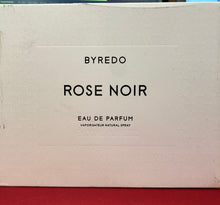 BYREDO
ROSE NOIR
EAU DE PARFUM
VAPORISATEUR NATURAL SPRAY